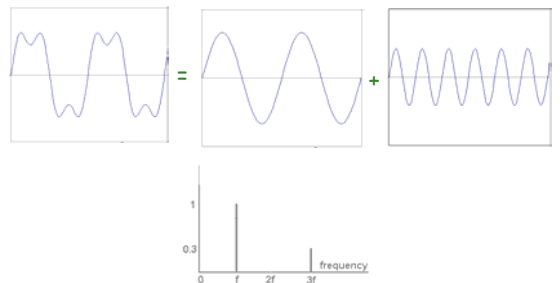 = +
1
0.3
frequency
0 f 2f 3f